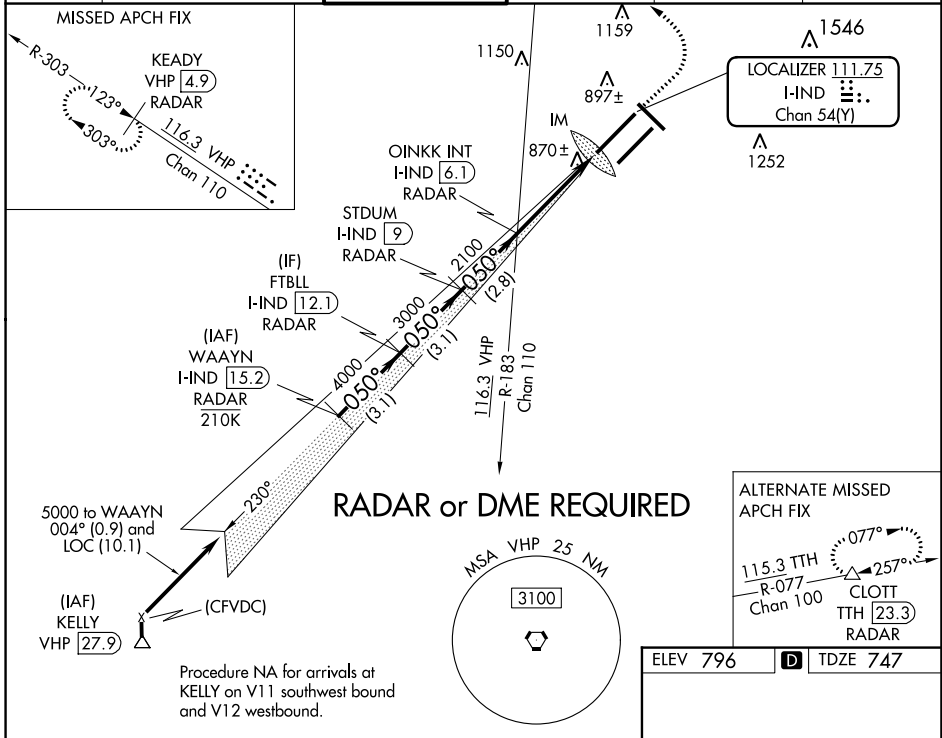 MISSED APCH FIX
R-303
KEADY
VHP 4.9
RADAR
123°
303°
116.3 VHP
Chan 110
1150
1159
1546
897±
LOCALIZER 111.75
I-IND
Chan 54(Y)
IM
870±
1252
OINKK INT
I-IND 6.1
RADAR
STDUM
I-IND 9
RADAR
2100
050°
(2.8)
(IF)
FTBLL
I-IND 12.1
RADAR
3000
050°
(3.1)
(IAF)
WAAYN
I-IND 15.2
RADAR
210K
4000
050°
(3.1)
116.3 VHP
R-183
Chan 110
230°
RADAR or DME REQUIRED
5000 to WAAYN
004° (0.9) and
LOC (10.1)
(IAF)
KELLY
VHP 27.9
(CFVDC)
MSA VHP 25 NM
3100
ALTERNATE MISSED
APCH FIX
077°
257°
115.3 TTH
R-077
Chan 100
CLOTT
TTH 23.3
RADAR
Procedure NA for arrivals at
KELLY on V11 southwest bound
and V12 westbound.
ELEV 796 D TDZE 747